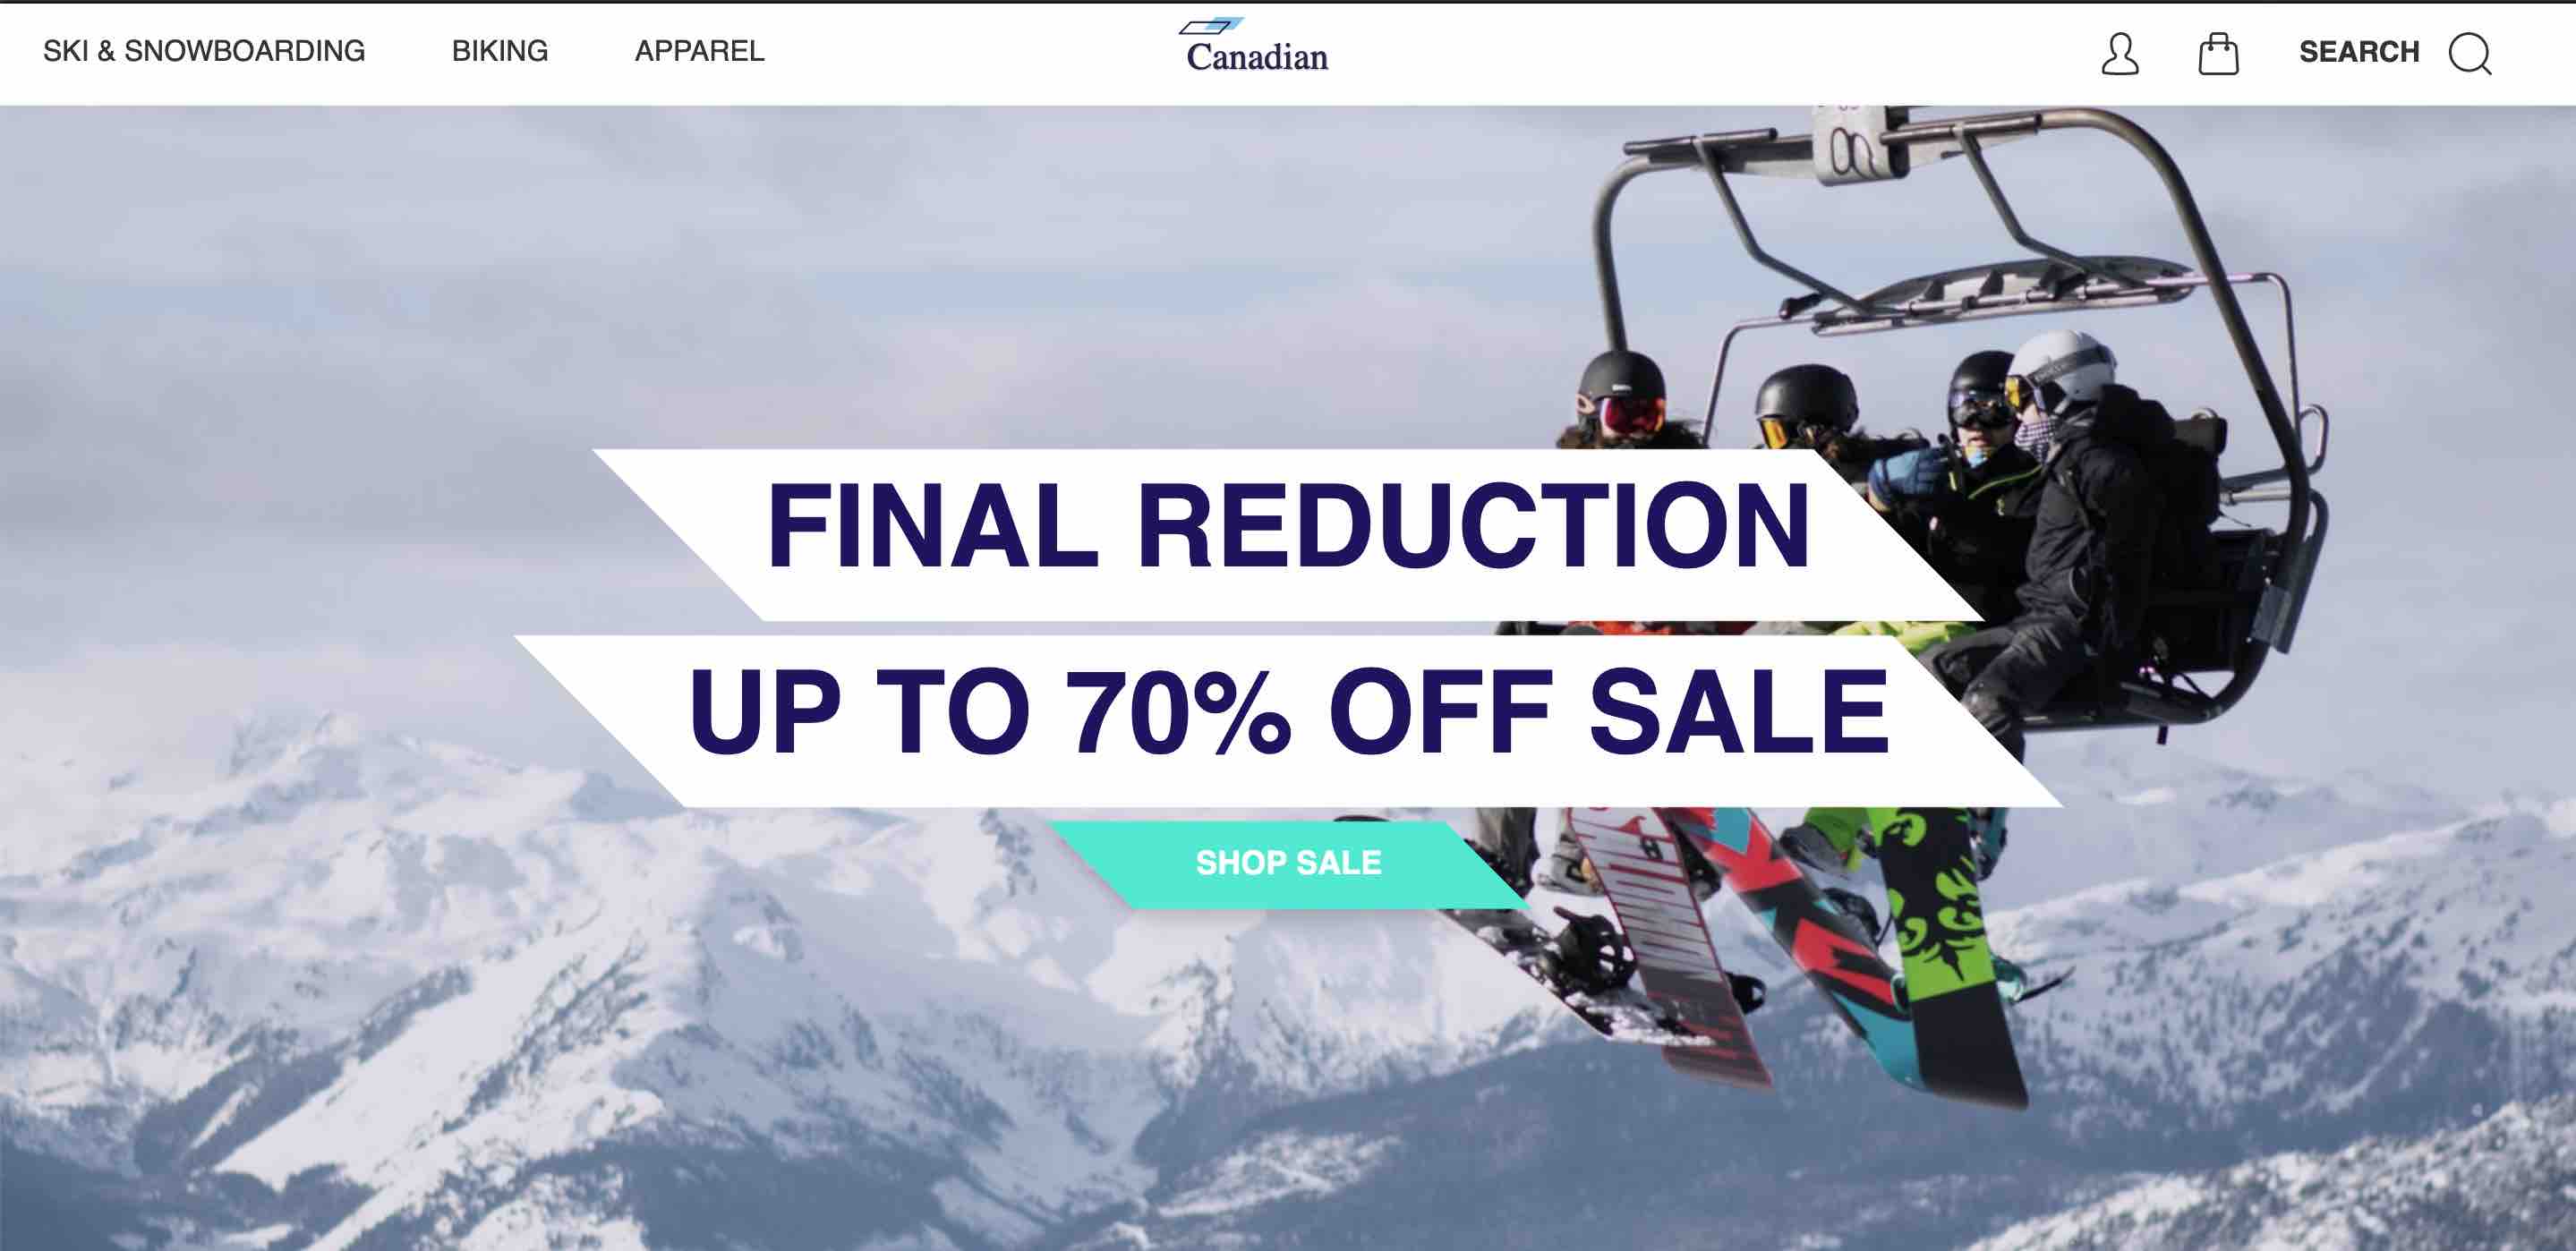 SKI & SNOWBOARDING
BIKING
APPAREL
Canadian
SEARCH
FINAL REDUCTION
UP TO 70% OFF SALE
SHOP SALE